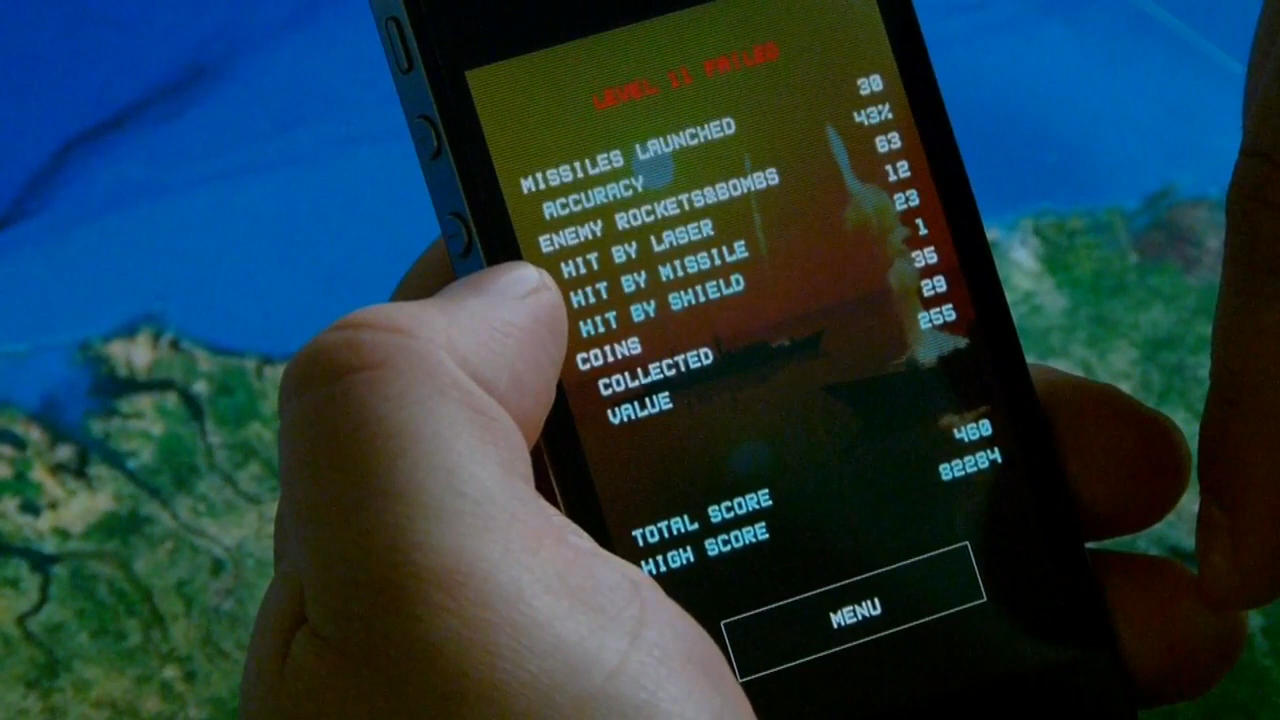 LEVEL 11 FAILED
MISSILES LAUNCHED 30
ACCURACY 43%
ENEMY ROCKETS&BOMBS 63
HIT BY LASER 12
HIT BY MISSILE 23
HIT BY SHIELD 1
COINS 35
COLLECTED 29
VALUE 255
TOTAL SCORE 460
HIGH SCORE 82284
MENU